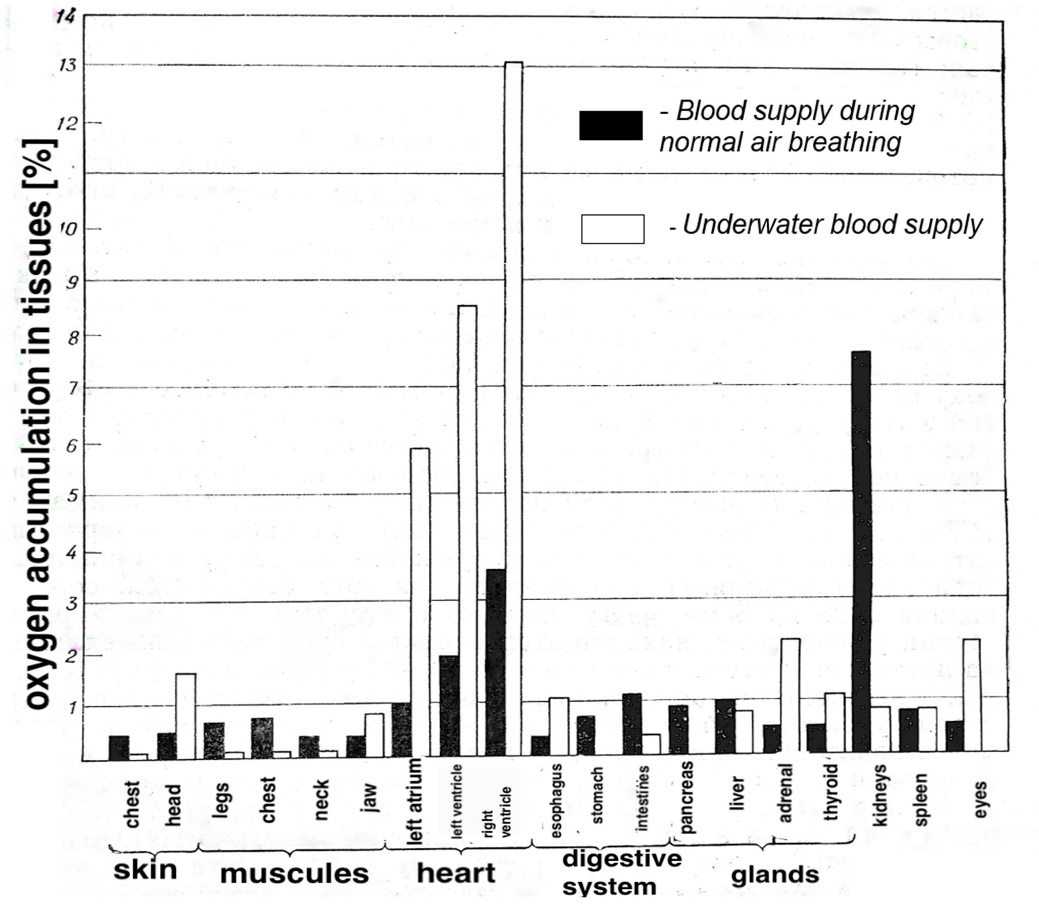 oxygen accumulation in tissues [%]
14
13
12
11
10
9
8
7
6
5
4
3
2
1
- Blood supply during
normal air breathing
- Underwater blood supply
chest
head
legs
chest
neck
jaw
left atrium
left ventricle
right
ventricle
esophagus
stomach
intestines
pancreas
liver
adrenal
thyroid
kidneys
spleen
eyes
skin
muscules
heart
digestive
system
glands